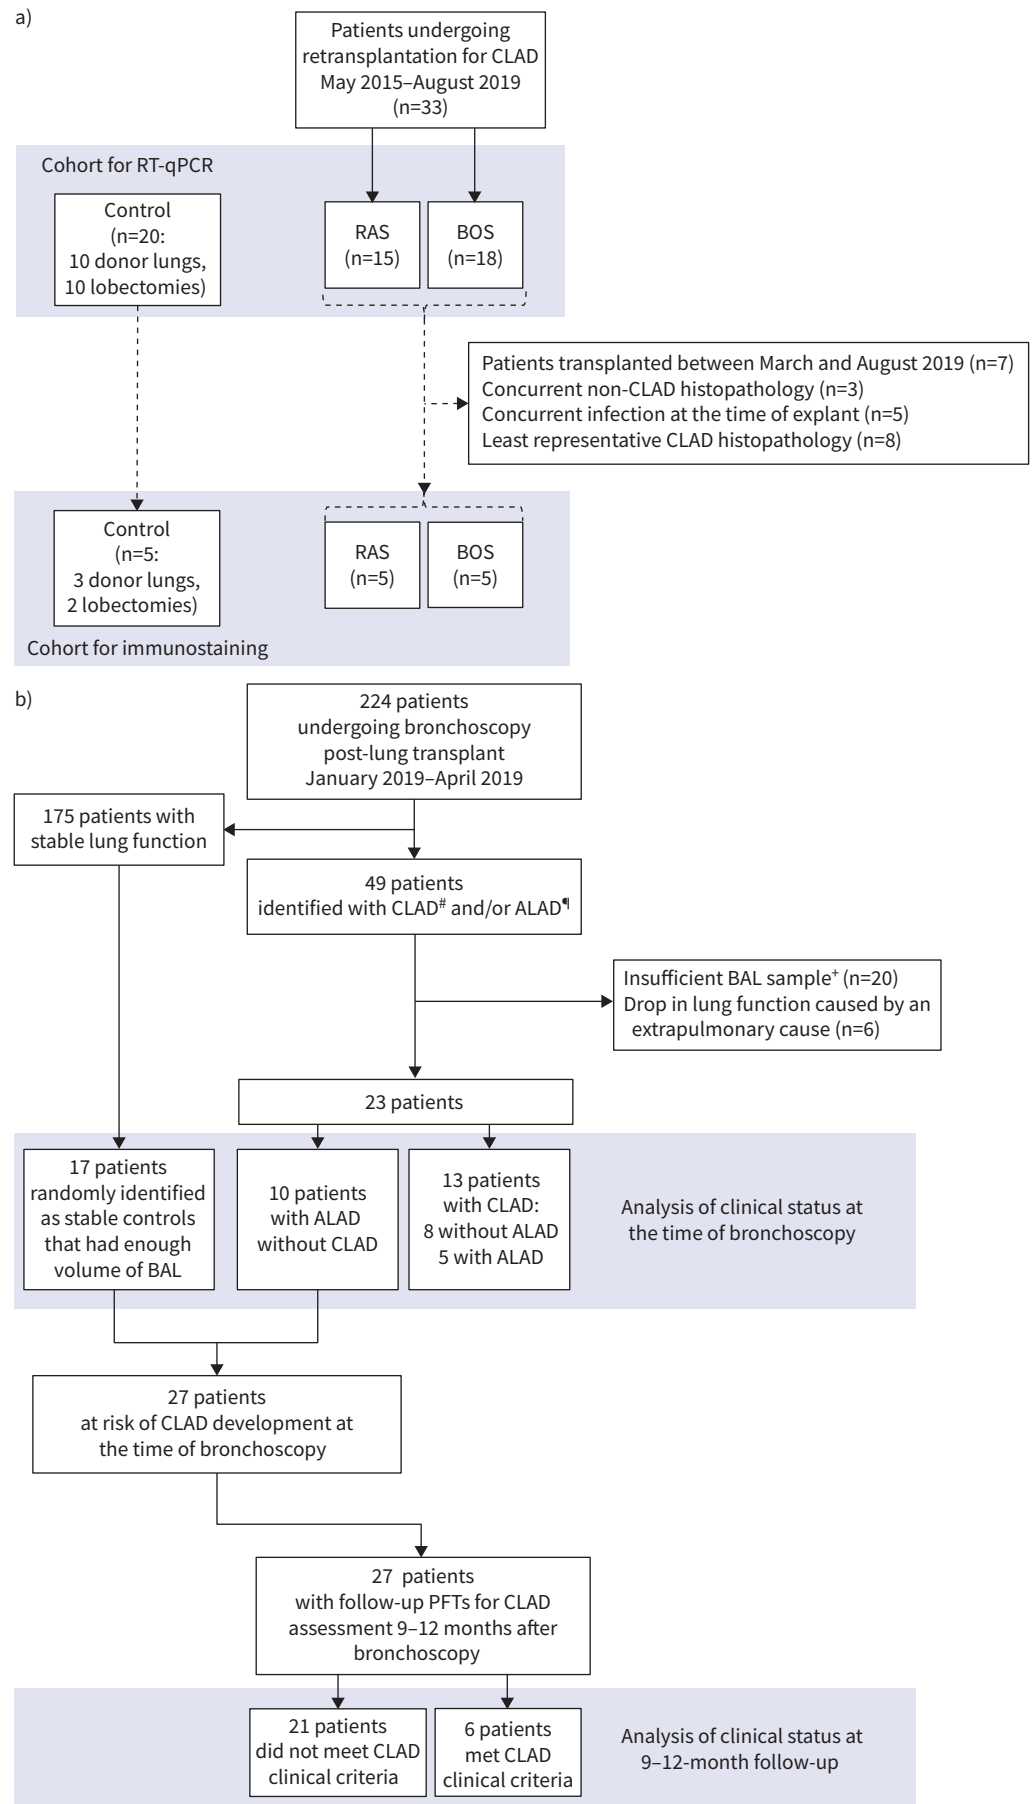 a)
Patients undergoing
retransplantation for CLAD
May 2015–August 2019
(n=33)
Cohort for RT-qPCR
Control
(n=20:
10 donor lungs,
10 lobectomies)
RAS
(n=15)
BOS
(n=18)
Patients transplanted between March and August 2019 (n=7)
Concurrent non-CLAD histopathology (n=3)
Concurrent infection at the time of explant (n=5)
Least representative CLAD histopathology (n=8)
Control
(n=5:
3 donor lungs,
2 lobectomies)
RAS
(n=5)
BOS
(n=5)
Cohort for immunostaining
b)
224 patients
undergoing bronchoscopy
post-lung transplant
January 2019–April 2019
175 patients with
stable lung function
49 patients
identified with CLAD# and/or ALAD¶
Insufficient BAL sample+ (n=20)
Drop in lung function caused by an
extrapulmonary cause (n=6)
23 patients
17 patients
randomly identified
as stable controls
that had enough
volume of BAL
10 patients
with ALAD
without CLAD
13 patients
with CLAD:
8 without ALAD
5 with ALAD
Analysis of clinical status at
the time of bronchoscopy
27 patients
at risk of CLAD development at
the time of bronchoscopy
27 patients
with follow-up PFTs for CLAD
assessment 9–12 months after
bronchoscopy
21 patients
did not meet CLAD
clinical criteria
6 patients
met CLAD
clinical criteria
Analysis of clinical status at
9–12-month follow-up